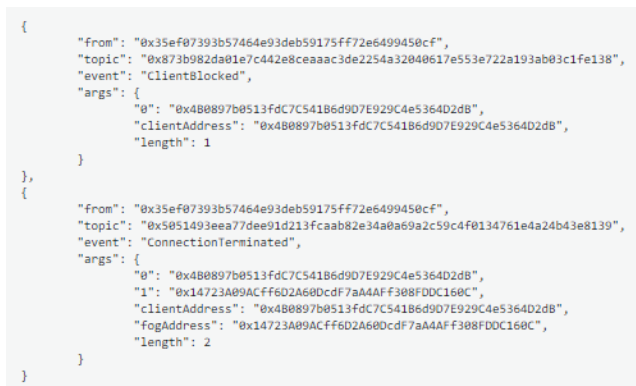 {
"from": "0x35ef07393b57464e93deb59175ff72e6499450cf",
"topic": "0x873b982da01e7c442e8ceaaac3de2254a32040617e553e722a193ab03c1fe138",
"event": "ClientBlocked",
"args": {
"0": "0x4B0897b0513fdC7C541B6d9D7E929C4e5364D2dB",
"clientAddress": "0x4B0897b0513fdC7C541B6d9D7E929C4e5364D2dB",
"length": 1
}
},
{
"from": "0x35ef07393b57464e93deb59175ff72e6499450cf",
"topic": "0x5051493eea77dee91d213fcaab82e34a0a69a2c59c4f0134761e4a24b43e8139",
"event": "ConnectionTerminated",
"args": {
"0": "0x4B0897b0513fdC7C541B6d9D7E929C4e5364D2dB",
"1": "0x14723A09ACff6D2A60DcdF7aA4AFf308FDDC160C",
"clientAddress": "0x4B0897b0513fdC7C541B6d9D7E929C4e5364D2dB",
"fogAddress": "0x14723A09ACff6D2A60DcdF7aA4AFf308FDDC160C",
"length": 2
}
}